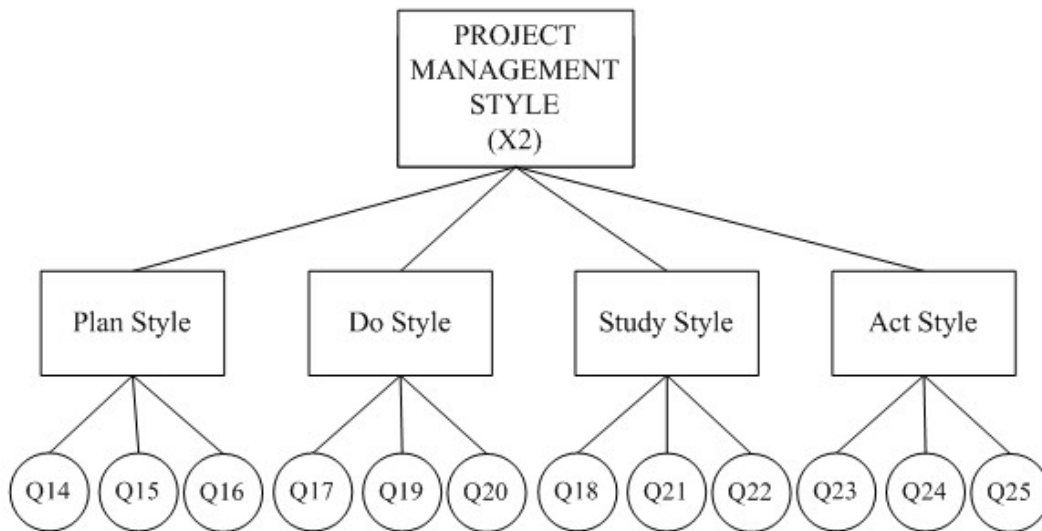 PROJECT
MANAGEMENT
STYLE
(X2)
Plan Style
Do Style
Study Style
Act Style
Q14
Q15
Q16
Q17
Q19
Q20
Q18
Q21
Q22
Q23
Q24
Q25